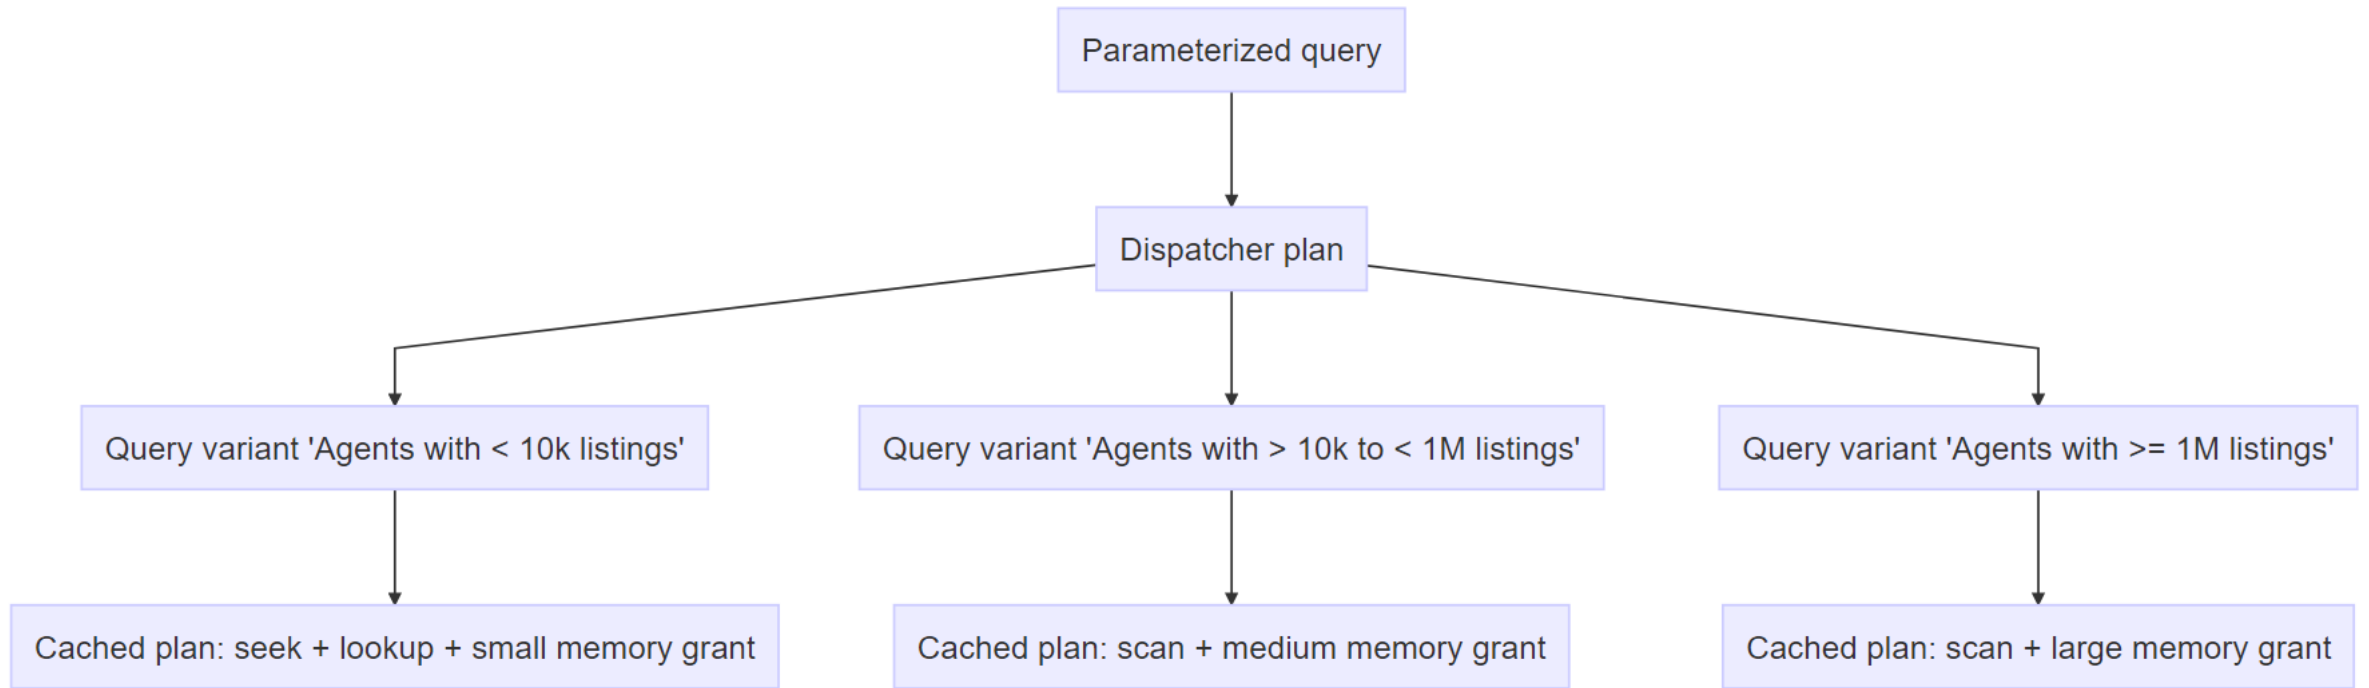 Parameterized query
Dispatcher plan
Query variant 'Agents with < 10k listings'
Query variant 'Agents with > 10k to < 1M listings'
Query variant 'Agents with >= 1M listings'
Cached plan: seek + lookup + small memory grant
Cached plan: scan + medium memory grant
Cached plan: scan + large memory grant